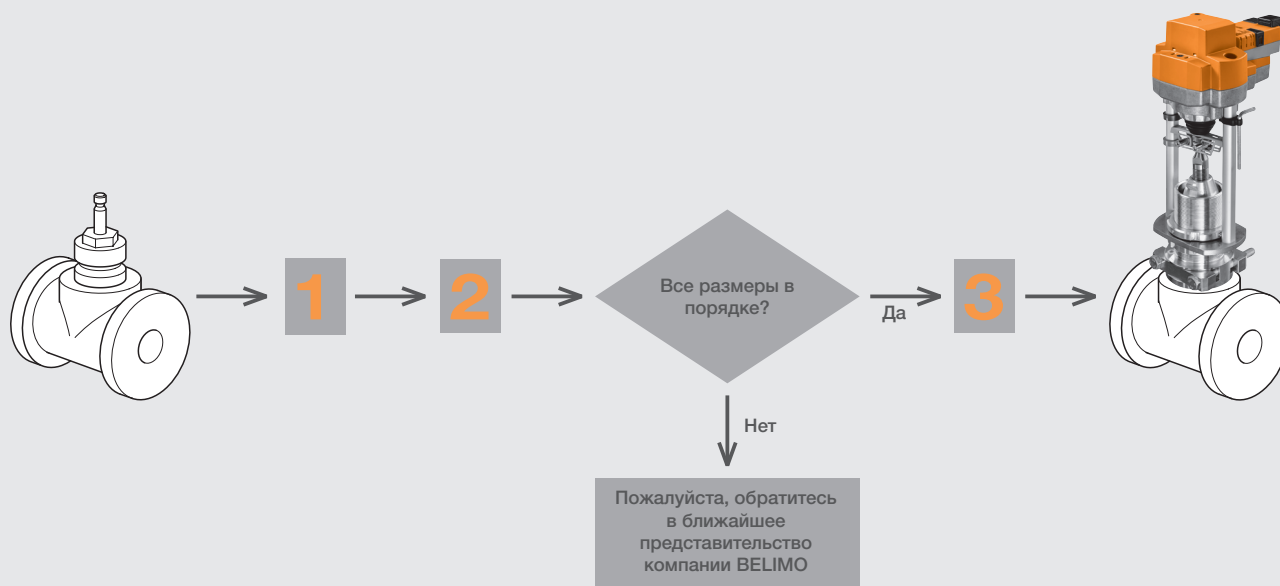 1
2
Все размеры в
порядке?
Да
3
Нет
Пожалуйста, обратитесь
в ближайшее
представительство
компании BELIMO